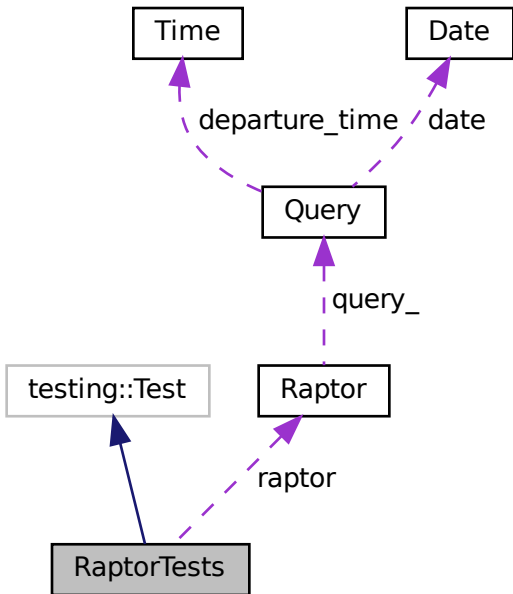 Time
Date
departure_time
date
Query
query_
testing::Test
Raptor
raptor
RaptorTests